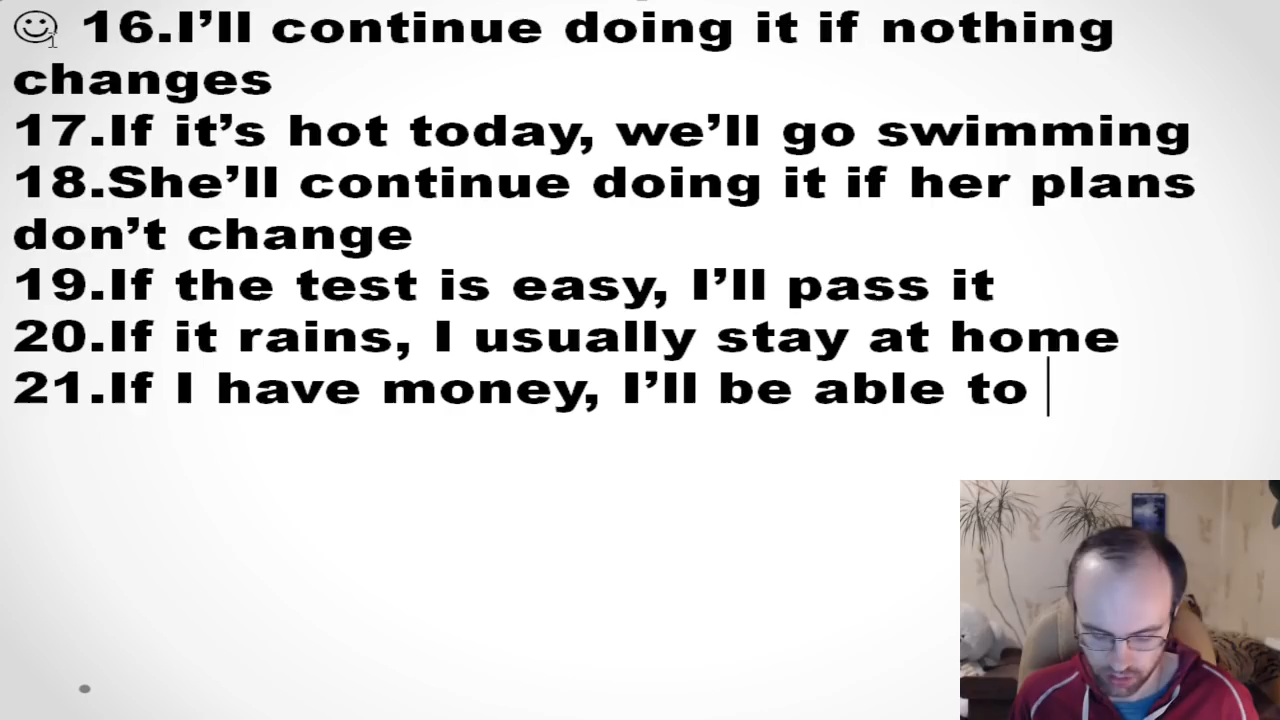 ☺ 16.I’ll continue doing it if nothing
changes
17.If it’s hot today, we’ll go swimming
18.She’ll continue doing it if her plans
don’t change
19.If the test is easy, I’ll pass it
20.If it rains, I usually stay at home
21.If I have money, I’ll be able to